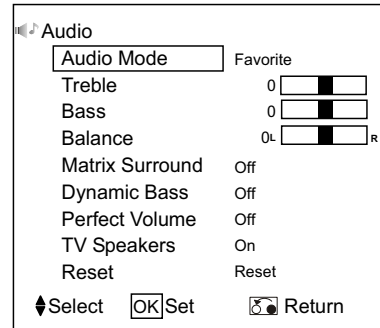 Audio
Audio Mode Favorite
Treble 0
Bass 0
Balance 0L R
Matrix Surround Off
Dynamic Bass Off
Perfect Volume Off
TV Speakers On
Reset Reset
Select OK Set Return